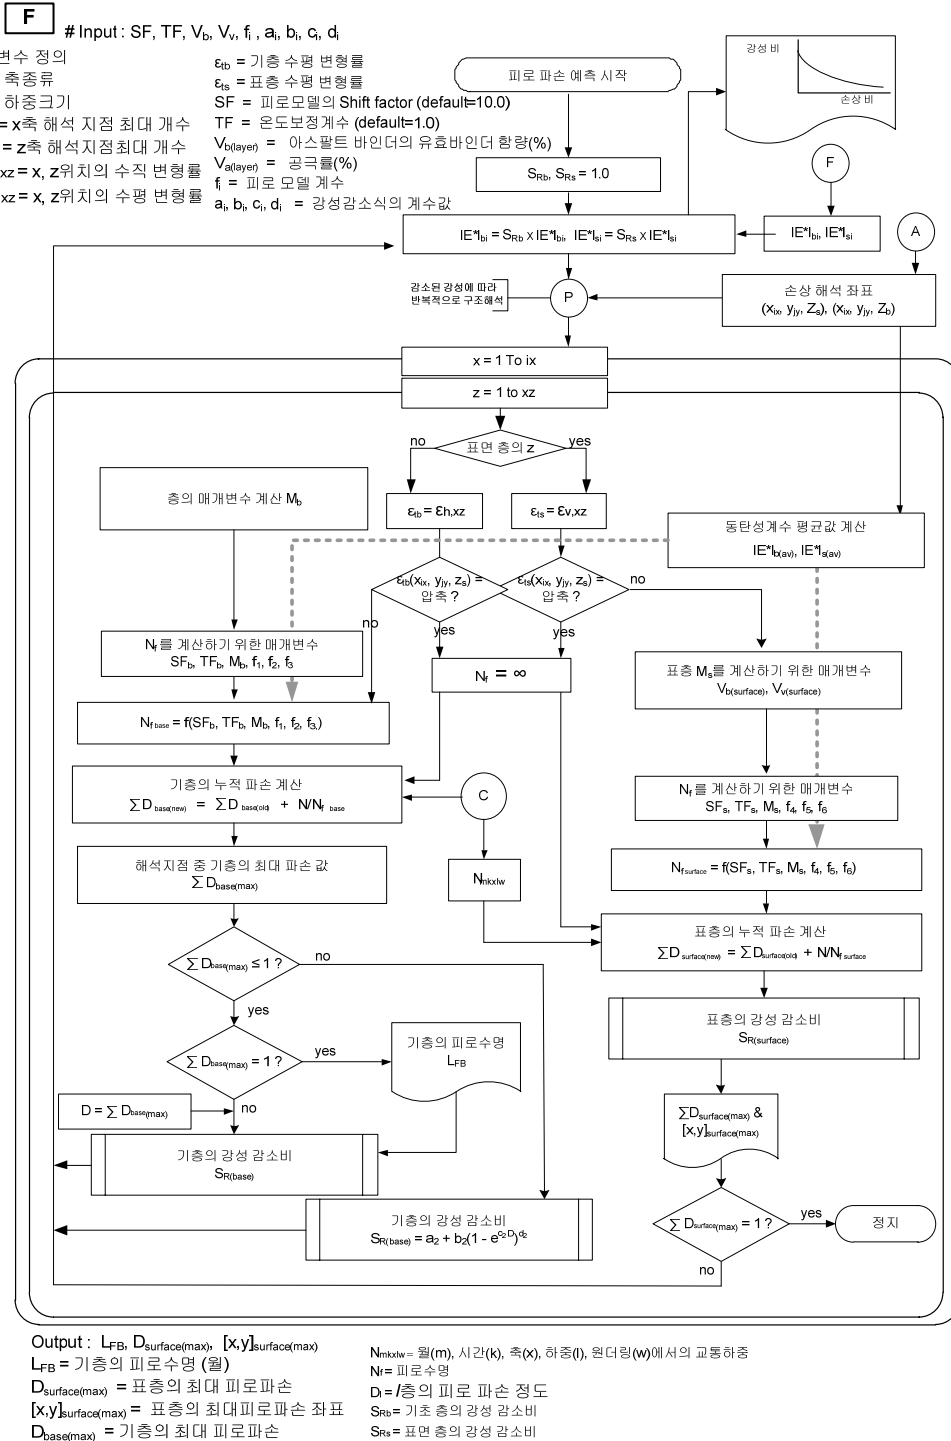 F
# Input : SF, TF, Vb, Vv, fi , ai, bi, ci, di
변수 정의
축종류
하중크기
= x축 해석 지점 최대 개수
= z축 해석지점최대 개수
xz = x, z위치의 수직 변형률
xz = x, z위치의 수평 변형률
εtb = 기층 수평 변형률
εts = 표층 수평 변형률
SF = 피로모델의 Shift factor (default=10.0)
TF = 온도보정계수 (default=1.0)
Vb(layer) = 아스팔트 바인더의 유효바인더 함량(%)
Va(layer) = 공극률(%)
fi = 피로 모델 계수
ai, bi, ci, di = 강성감소식의 계수값
피로 파손 예측 시작
강성 비
손상 비
SRb, SRs = 1.0
F
IE*Ibi = SRb x IE*Ibi, IE*Isi = SRs x IE*Isi
IE*Ibi, IE*Isi
A
감소된 강성에 따라
반복적으로 구조해석
P
손상 해석 좌표
(xix, yjy, Zs), (xix, yjy, Zb)
x = 1 To ix
z = 1 to xz
no
표면 층의 z
yes
층의 매개변수 계산 Mb
εtb = εh,xz
εts = εv,xz
동탄성계수 평균값 계산
IE*Ib(av), IE*Is(av)
εtb(xix, yjy, zs) =
압축 ?
εts(xix, yjy, zs) =
압축 ?
no
no
yes
yes
Nf 를 계산하기 위한 매개변수
SFb, TFb, Mb, f1, f2, f3
Nf = ∞
표층 Ms를 계산하기 위한 매개변수
Vb(surface), Vv(surface)
Nf base = f(SFb, TFb, Mb, f1, f2, f3,)
기층의 누적 파손 계산
∑D base(new) = ∑D base(old) + N/Nf base
C
Nf를 계산하기 위한 매개변수
SFs, TFs, Ms, f4, f5, f6
해석지점 중 기층의 최대 파손 값
∑Dbase(max)
Nmkxlw
Nf surface = f(SFs, TFs, Ms, f4, f5, f6)
표층의 누적 파손 계산
∑D surface(new) = ∑Dsurface(old) + N/Nf surface
∑Dbase(max) ≤ 1 ?
no
yes
표층의 강성 감소비
SR(surface)
∑Dbase(max) = 1 ?
yes
기층의 피로수명
LFB
no
D = ∑ Dbase(max)
∑Dsurface(max) &
[x,y]surface(max)
기층의 강성 감소비
SR(base)
기층의 강성 감소비
SR(base) = a2 + b2(1 - e^c2D)^d2
∑ Dsurface(max) = 1 ?
yes
정지
no
Output : LFB, Dsurface(max), [x,y]surface(max)
LFB = 기층의 피로수명 (월)
Dsurface(max) = 표층의 최대 피로파손
[x,y]surface(max) = 표층의 최대피로파손 좌표
Dbase(max) = 기층의 최대 피로파손
Nmkxlw = 월(m), 시간(k), 축(x), 하중(l), 원더링(w)에서의 교통하중
Nf = 피로수명
Di = l층의 피로 파손 정도
SRb = 기초 층의 강성 감소비
SRs = 표면 층의 강성 감소비